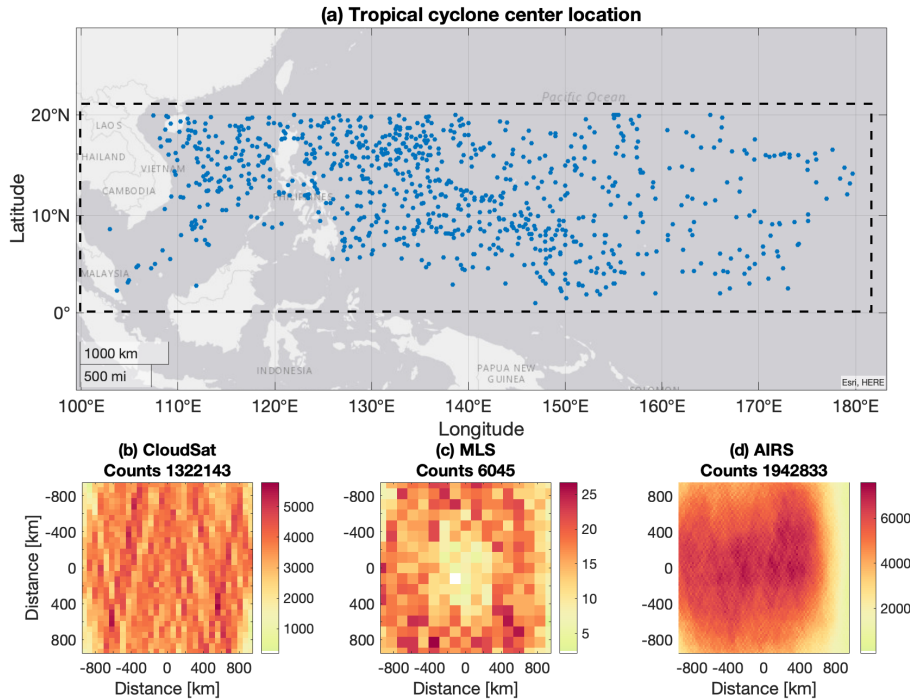 (a) Tropical cyclone center location
Pacific Ocean
20°N
LAOS
THAILAND
VIETNAM
CAMBODIA
PHILIPPINES
10°N
Latitude
MALAYSIA
0°
1000 km
500 mi
INDONESIA
PAPUA NEW
GUINEA
SOLOMON
Esri, HERE
100°E 110°E 120°E 130°E 140°E 150°E 160°E 170°E 180°E
Longitude
(b) CloudSat
Counts 1322143
-800
-400
0
400
800
Distance [km]
-800 -400 0 400 800
Distance [km]
5000
4000
3000
2000
1000
(c) MLS
Counts 6045
-800
-400
0
400
800
-800 -400 0 400 800
Distance [km]
25
20
15
10
5
(d) AIRS
Counts 1942833
800
400
0
-400
-800
-800 -400 0 400 800
Distance [km]
6000
4000
2000